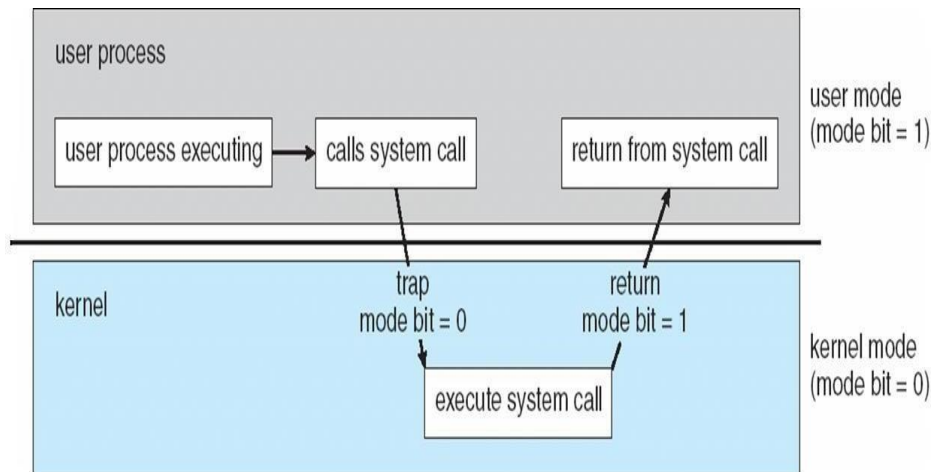 user process
user process executing
calls system call
return from system call
user mode
(mode bit = 1)
kernel
trap
mode bit = 0
return
mode bit = 1
execute system call
kernel mode
(mode bit = 0)